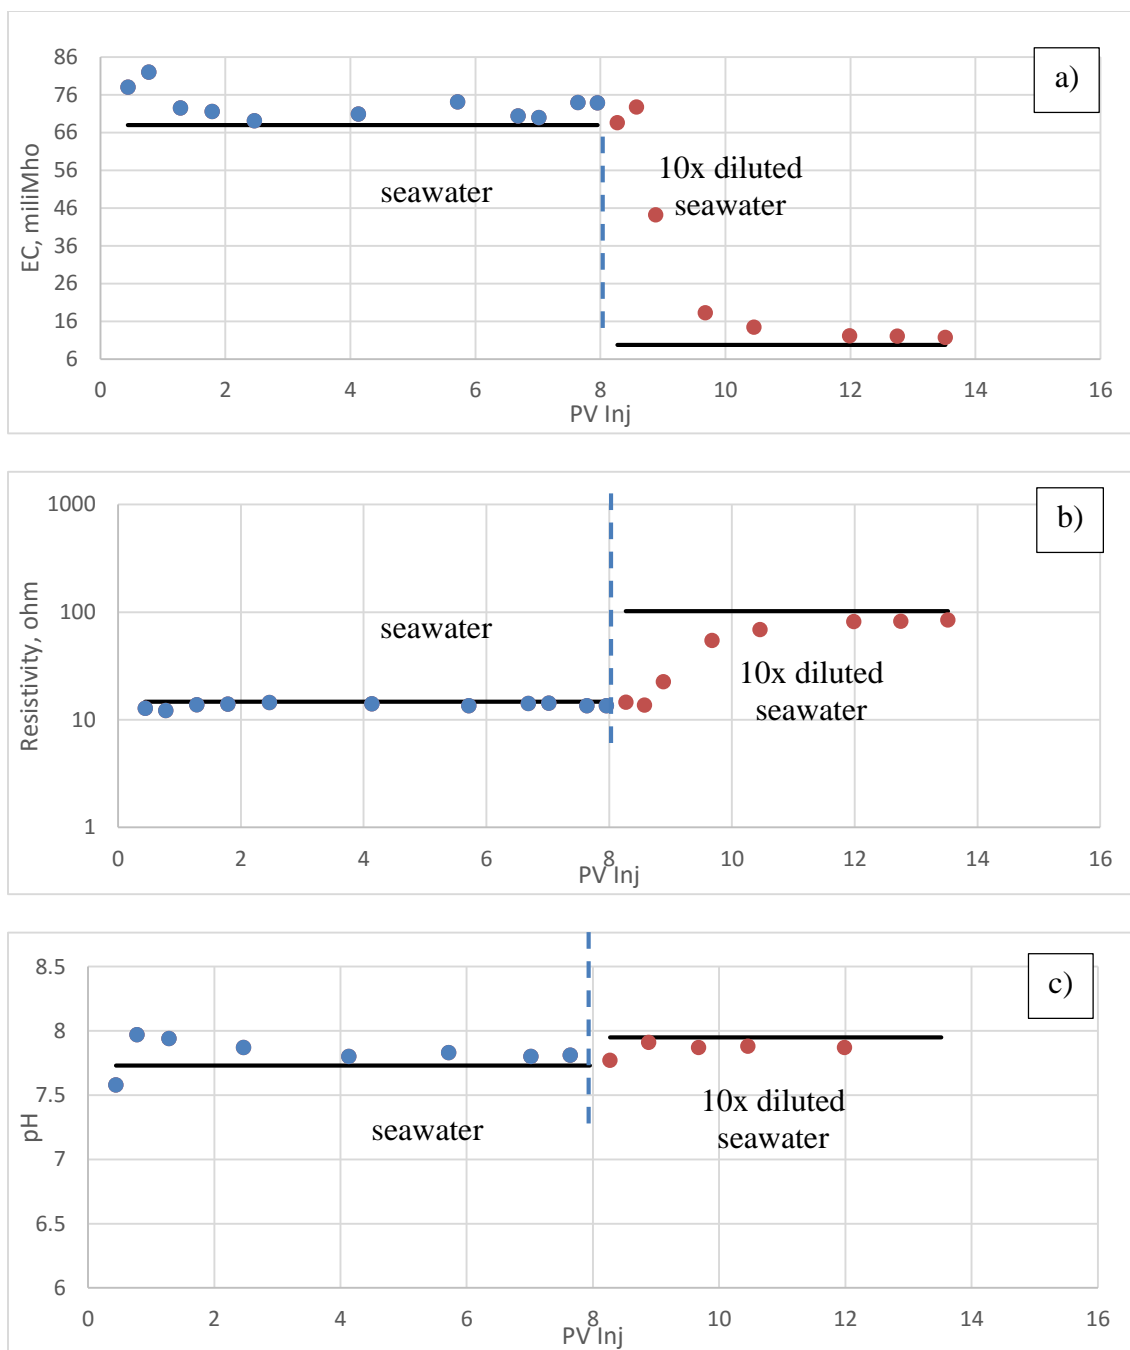 86
76
66
56
46
36
26
16
6
EC, miliMho
a)
seawater
10x diluted
seawater
0 2 4 6 8 10 12 14 16
PV Inj
1000
100
10
1
Resistivity, ohm
b)
seawater
10x diluted
seawater
0 2 4 6 8 10 12 14 16
PV Inj
8.5
8
7.5
7
6.5
6
pH
c)
seawater
10x diluted
seawater
0 2 4 6 8 10 12 14 16
PV Inj